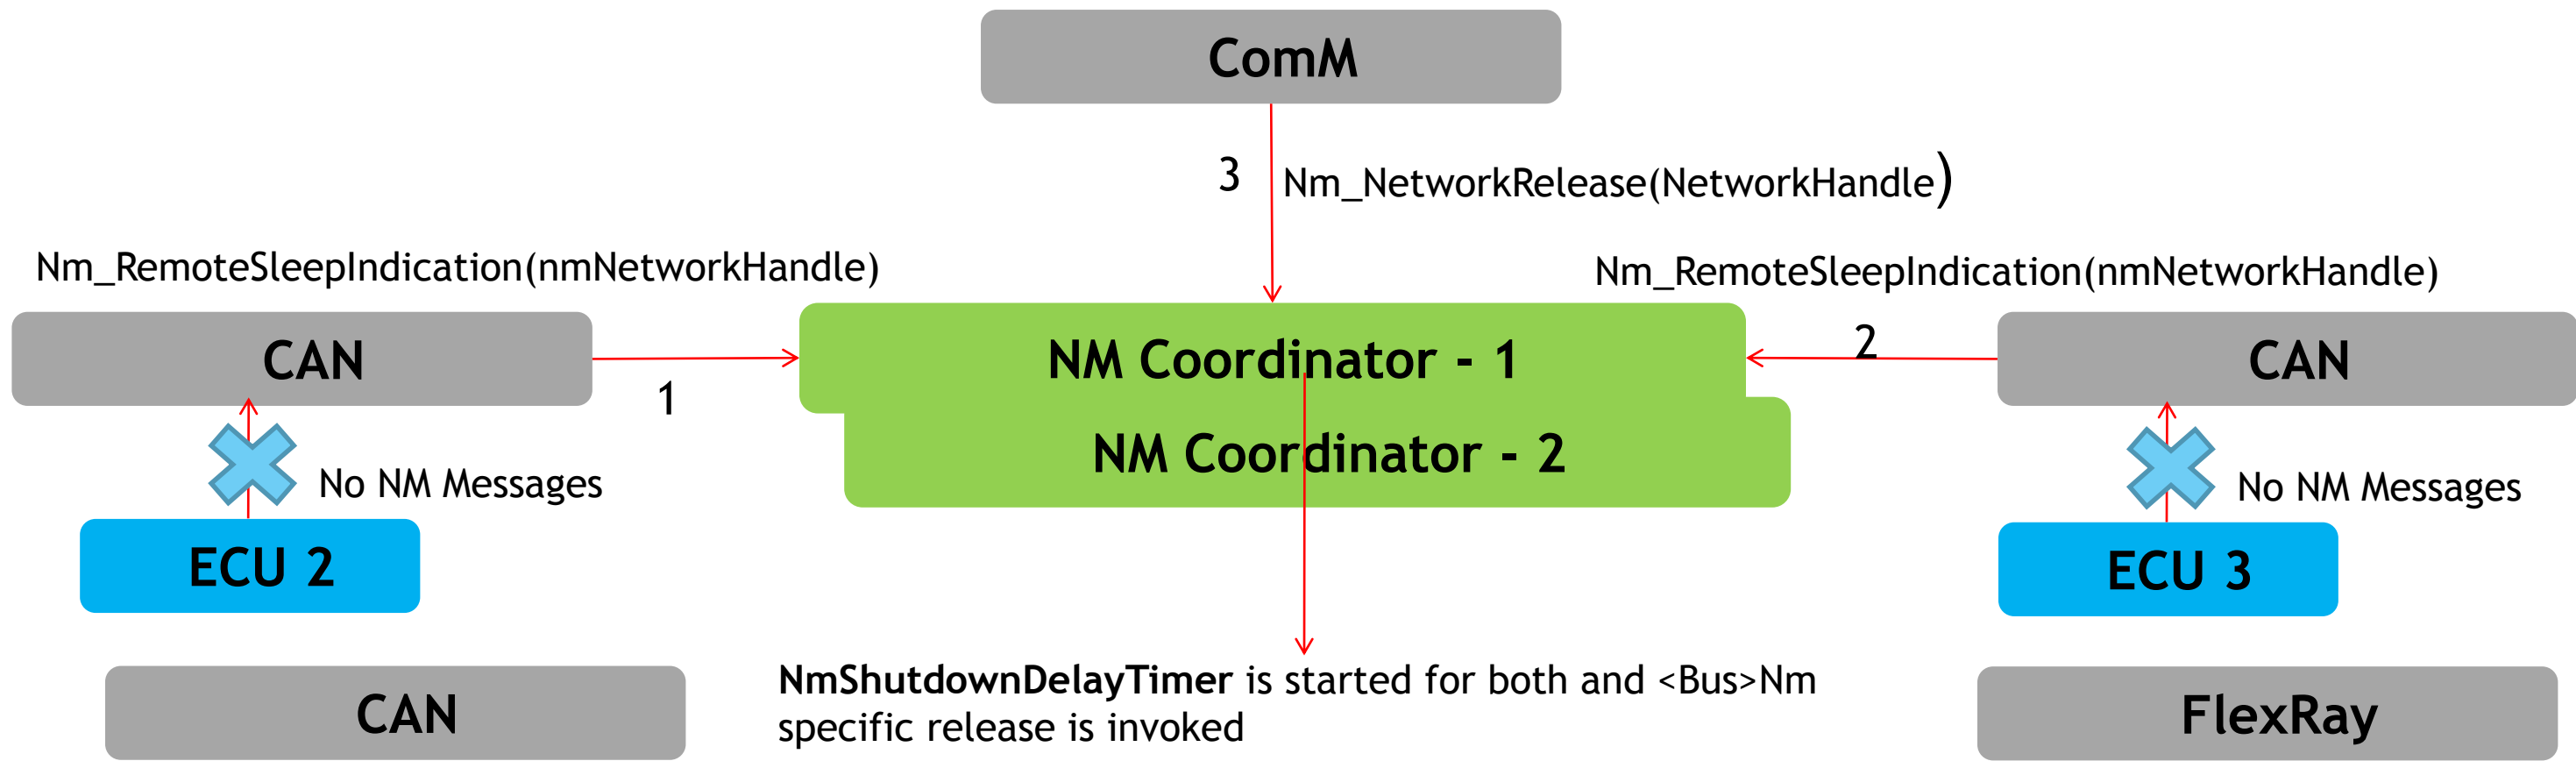 ComM
3
Nm_NetworkRelease(NetworkHandle)
Nm_RemoteSleepIndication(nmNetworkHandle)
Nm_RemoteSleepIndication(nmNetworkHandle)
CAN
1
NM Coordinator - 1
2
CAN
NM Coordinator - 2
No NM Messages
No NM Messages
ECU 2
ECU 3
CAN
NmShutdownDelayTimer is started for both and <Bus>Nm
specific release is invoked
FlexRay